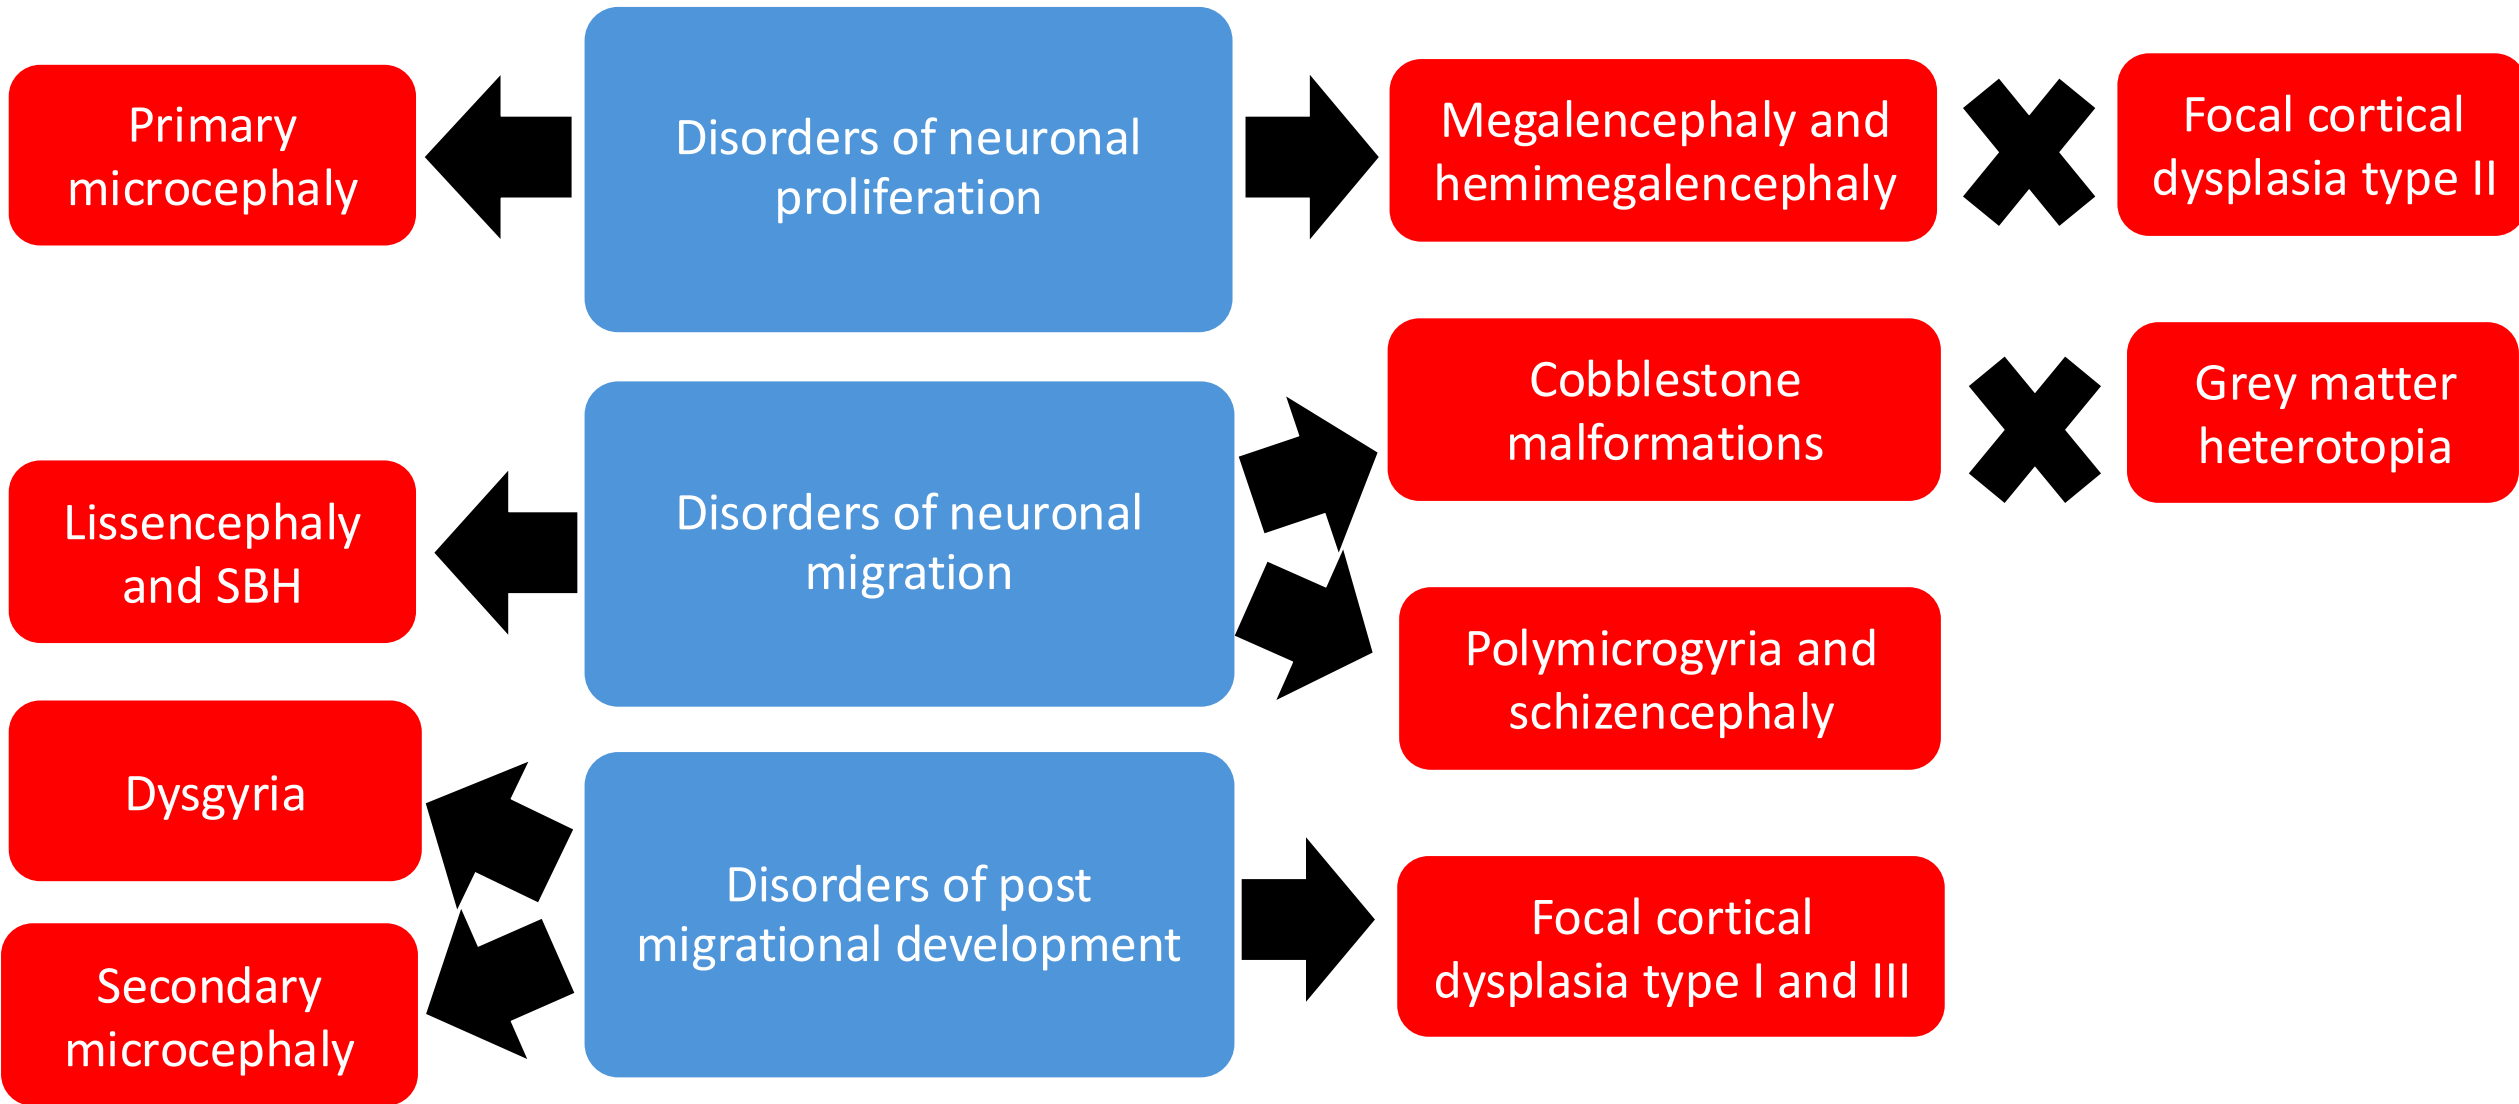 Primary
microcephaly
Disorders of neuronal
proliferation
Megalencephaly and
hemimegalencephaly
Focal cortical
dysplasia type II
Lissencephaly
and SBH
Disorders of neuronal
migration
Cobblestone
malformations
Grey matter
heterotopia
Polymicrogyria and
schizencephaly
Dysgyria
Secondary
microcephaly
Disorders of post
migrational development
Focal cortical
dysplasia type I and III